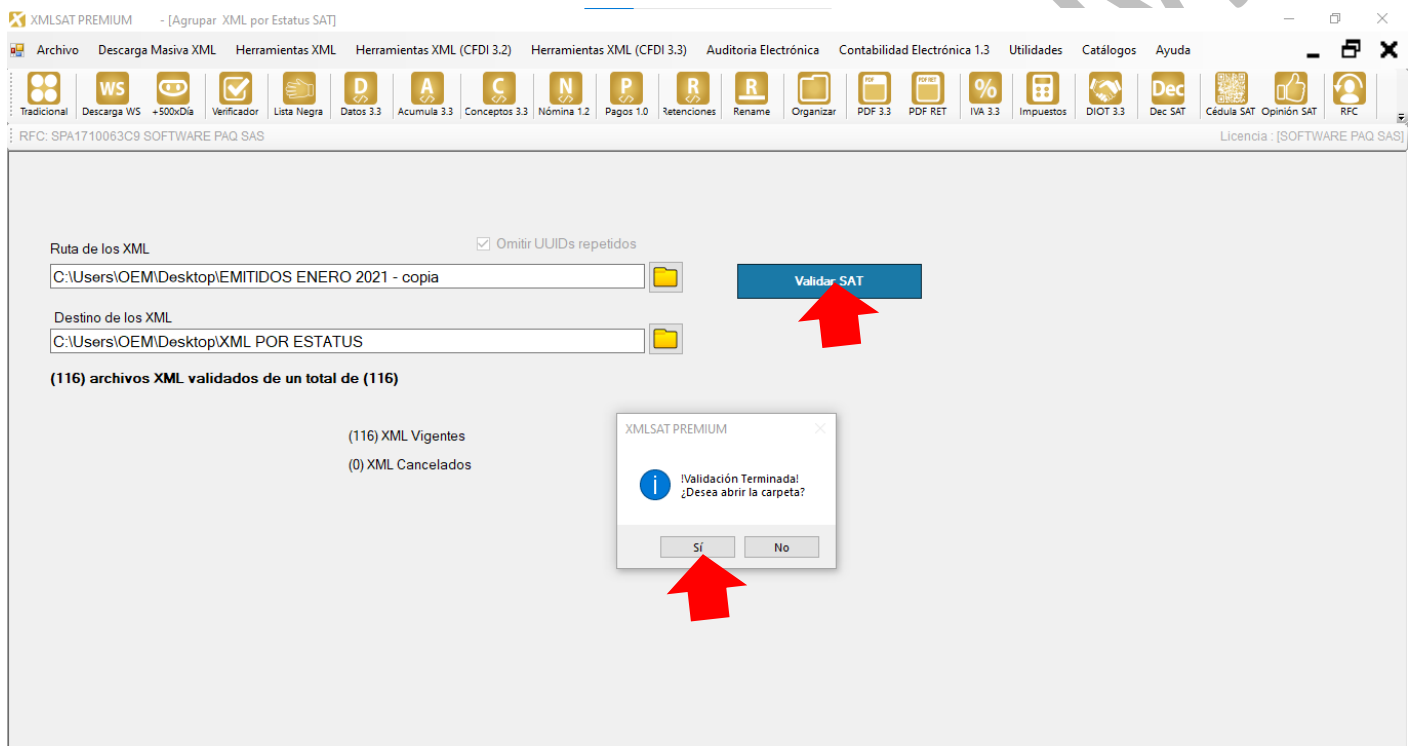 XMLSAT PREMIUM - [Agrupar XML por Estatus SAT]
Archivo Descarga Masiva XML Herramientas XML Herramientas XML (CFDI 3.2) Herramientas XML (CFDI 3.3) Auditoria Electrónica Contabilidad Electrónica 1.3 Utilidades Catálogos Ayuda
WS D A C N P R R PDF PDF RET % Dec
Tradicional Descarga WS +500xDía Verificador Lista Negra Datos 3.3 Acumula 3.3 Conceptos 3.3 Nómina 1.2 Pagos 1.0 Retenciones Rename Organizar PDF 3.3 PDF RET IVA 3.3 Impuestos DIOT 3.3 Dec SAT Cédula SAT Opinión SAT RFC
RFC: SPA1710063C9 SOFTWARE PAQ SAS Licencia : [SOFTWARE PAQ SAS]
Ruta de los XML Omitir UUIDs repetidos
C:\Users\OEM\Desktop\EMITIDOS ENERO 2021 - copia
Validar SAT
Destino de los XML
C:\Users\OEM\Desktop\XML POR ESTATUS
(116) archivos XML validados de un total de (116)
(116) XML Vigentes
(0) XML Cancelados
XMLSAT PREMIUM
!Validación Terminada!
¿Desea abrir la carpeta?
Sí No